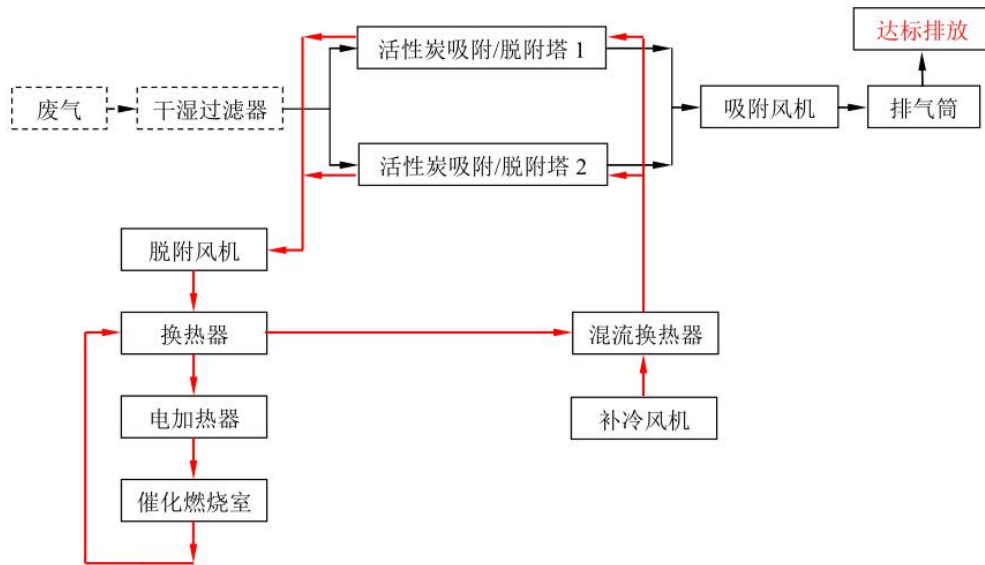 达标排放
活性炭吸附/脱附塔 1
废气
干湿过滤器
吸附风机
排气筒
活性炭吸附/脱附塔 2
脱附风机
换热器
混流换热器
电加热器
补冷风机
催化燃烧室